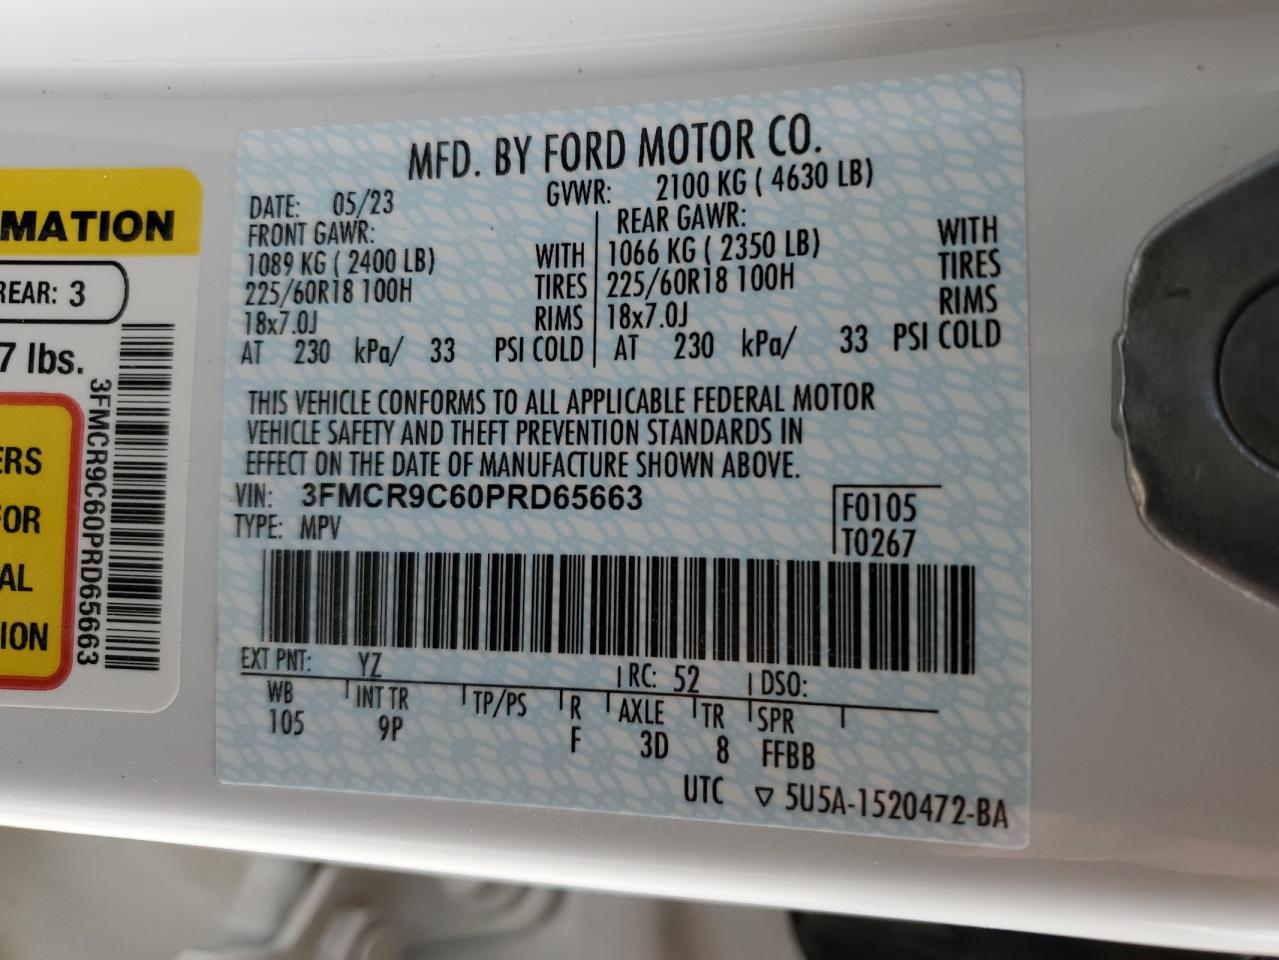 MFD. BY FORD MOTOR CO.
DATE: 05/23 GVWR: 2100 KG ( 4630 LB)
FRONT GAWR: REAR GAWR:
1089 KG ( 2400 LB) WITH 1066 KG ( 2350 LB) WITH
225/60R18 100H TIRES 225/60R18 100H TIRES
18x7.0J RIMS 18x7.0J RIMS
AT 230 kPa/ 33 PSI COLD AT 230 kPa/ 33 PSI COLD
THIS VEHICLE CONFORMS TO ALL APPLICABLE FEDERAL MOTOR
VEHICLE SAFETY AND THEFT PREVENTION STANDARDS IN
EFFECT ON THE DATE OF MANUFACTURE SHOWN ABOVE.
VIN: 3FMCR9C60PRD65663 F0105
TYPE: MPV T0267
EXT PNT: YZ RC: 52 DSO:
WB INT TR TP/PS R AXLE TR SPR
105 9P F 3D 8 FFBB
UTC ▽ 5U5A-1520472-BA
MATION
REAR: 3
7 lbs.
3FMCR9C60PRD65663
ERS
FOR
AL
ION